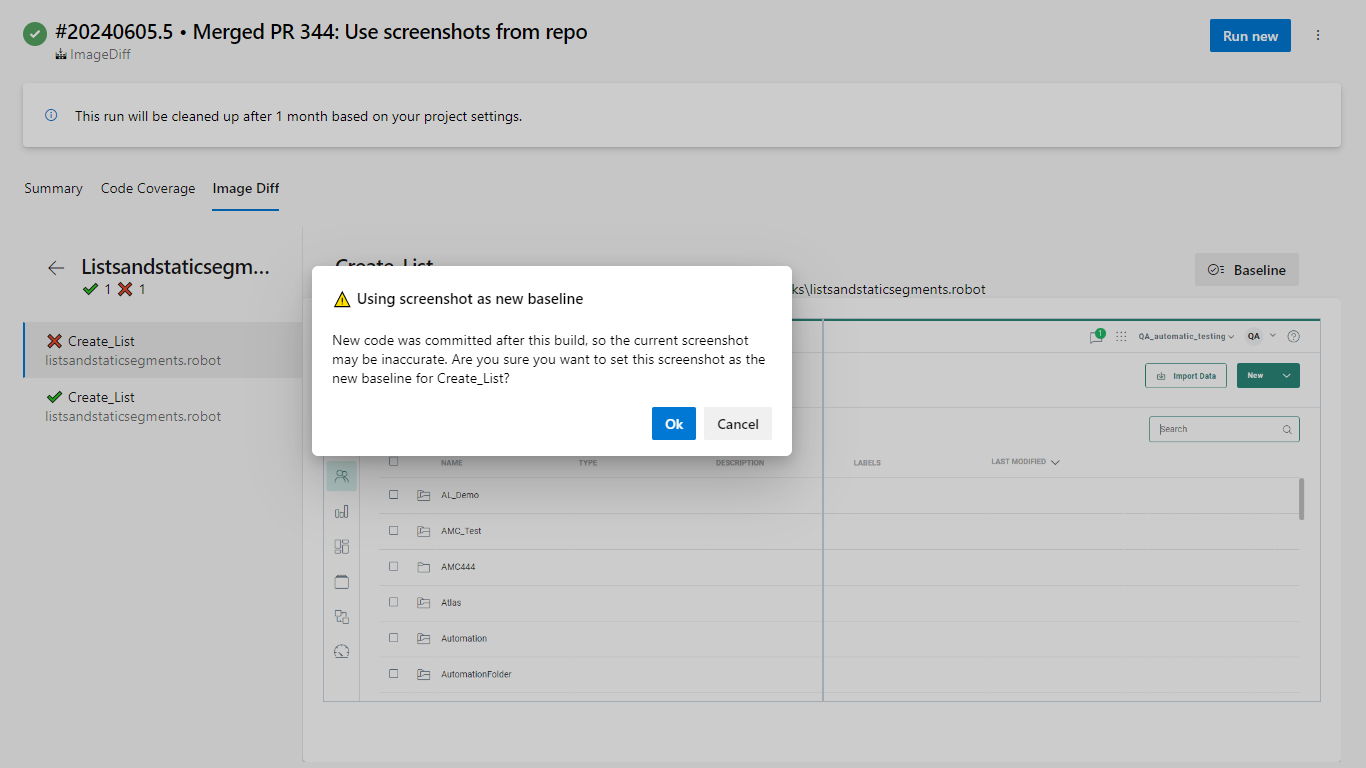 #20240605.5 • Merged PR 344: Use screenshots from repo
ImageDiff
Run new
This run will be cleaned up after 1 month based on your project settings.
Summary
Code Coverage
Image Diff
Listsandstaticsegm...
1 1
Create_List
listsandstaticsegments.robot
Create_List
listsandstaticsegments.robot
Create_List
ks\listsandstaticsegments.robot
Baseline
Using screenshot as new baseline
New code was committed after this build, so the current screenshot
may be inaccurate. Are you sure you want to set this screenshot as the
new baseline for Create_List?
Ok
Cancel
1
QA_automatic_testing
QA
Import Data
New
Search
NAME
TYPE
DESCRIPTION
LABELS
LAST MODIFIED
AL_Demo
AMC_Test
AMC444
Atlas
Automation
AutomationFolder